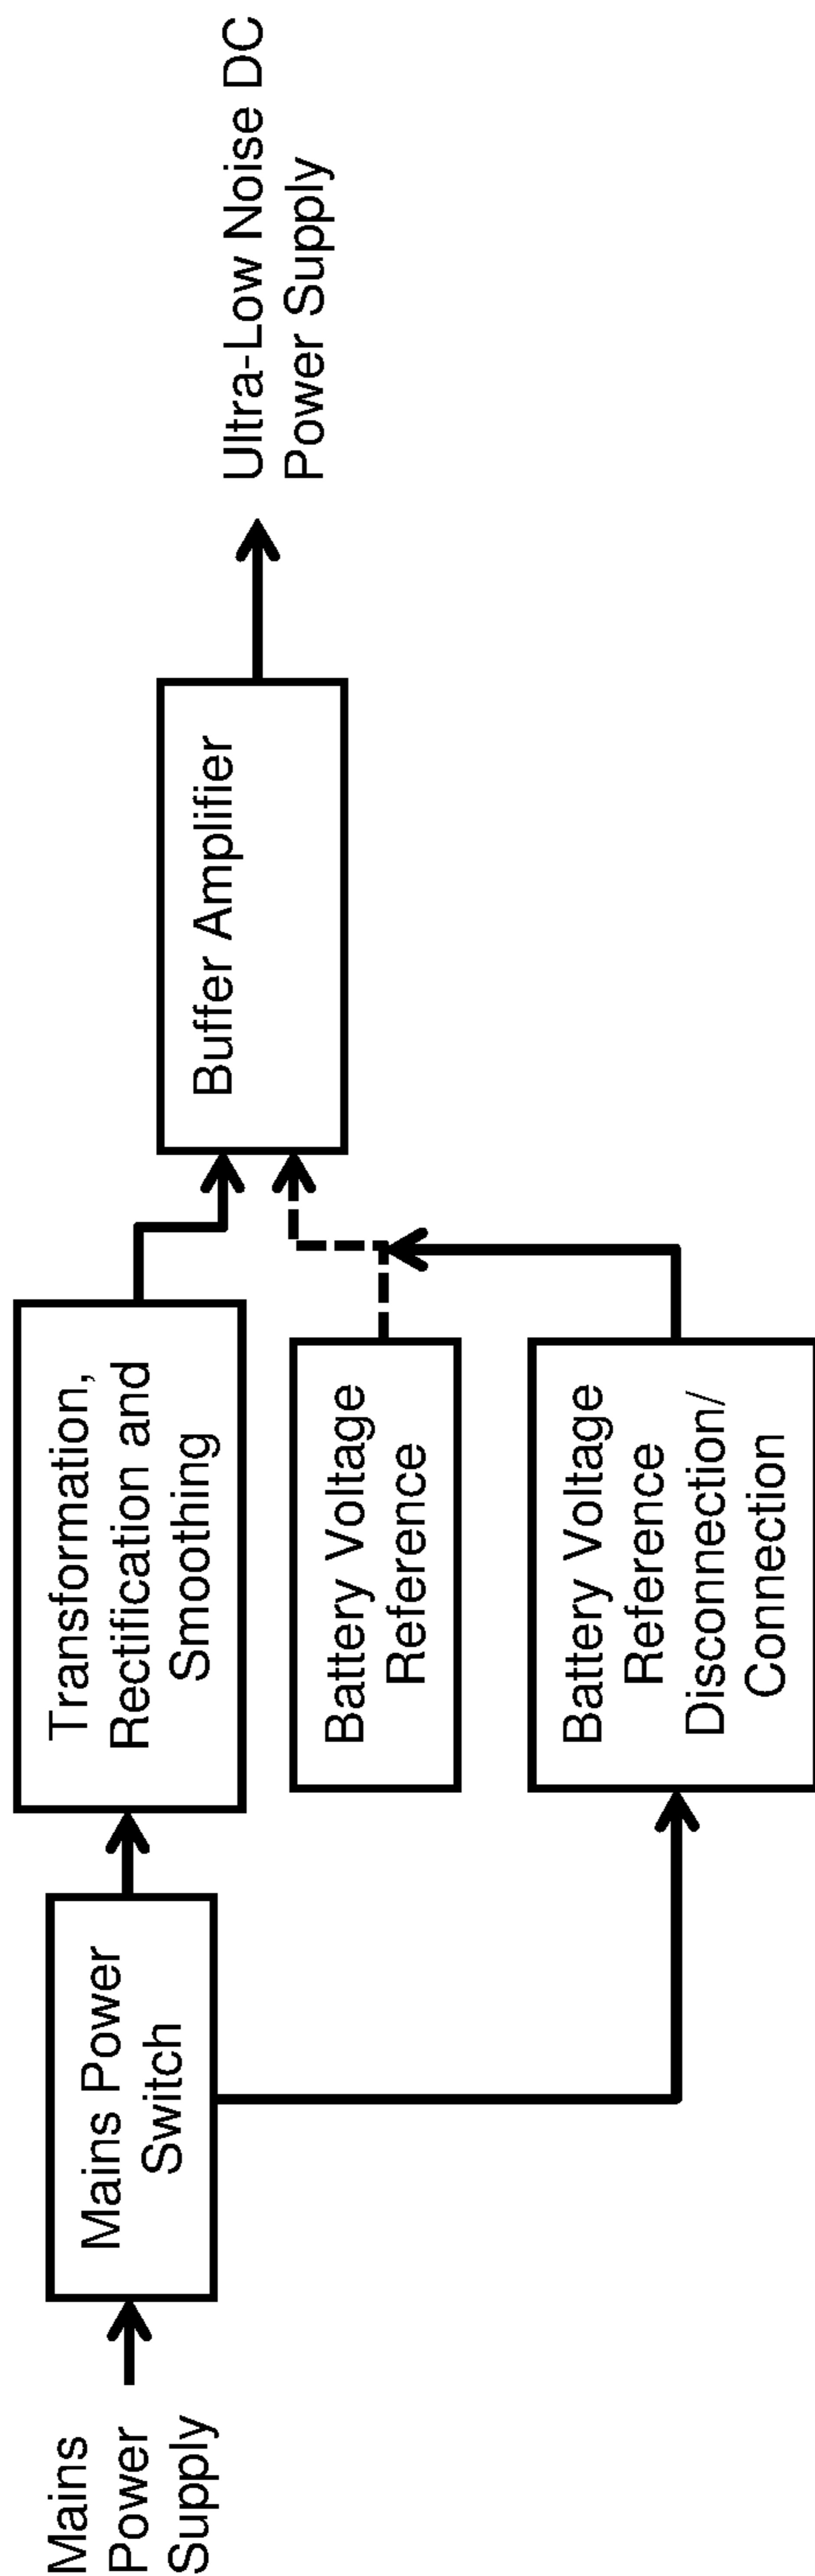 Mains
Power
Supply
Mains Power
Switch
Transformation,
Rectification and
Smoothing
Battery Voltage
Reference
Battery Voltage
Reference
Disconnection/
Connection
Buffer Amplifier
Ultra-Low Noise DC
Power Supply